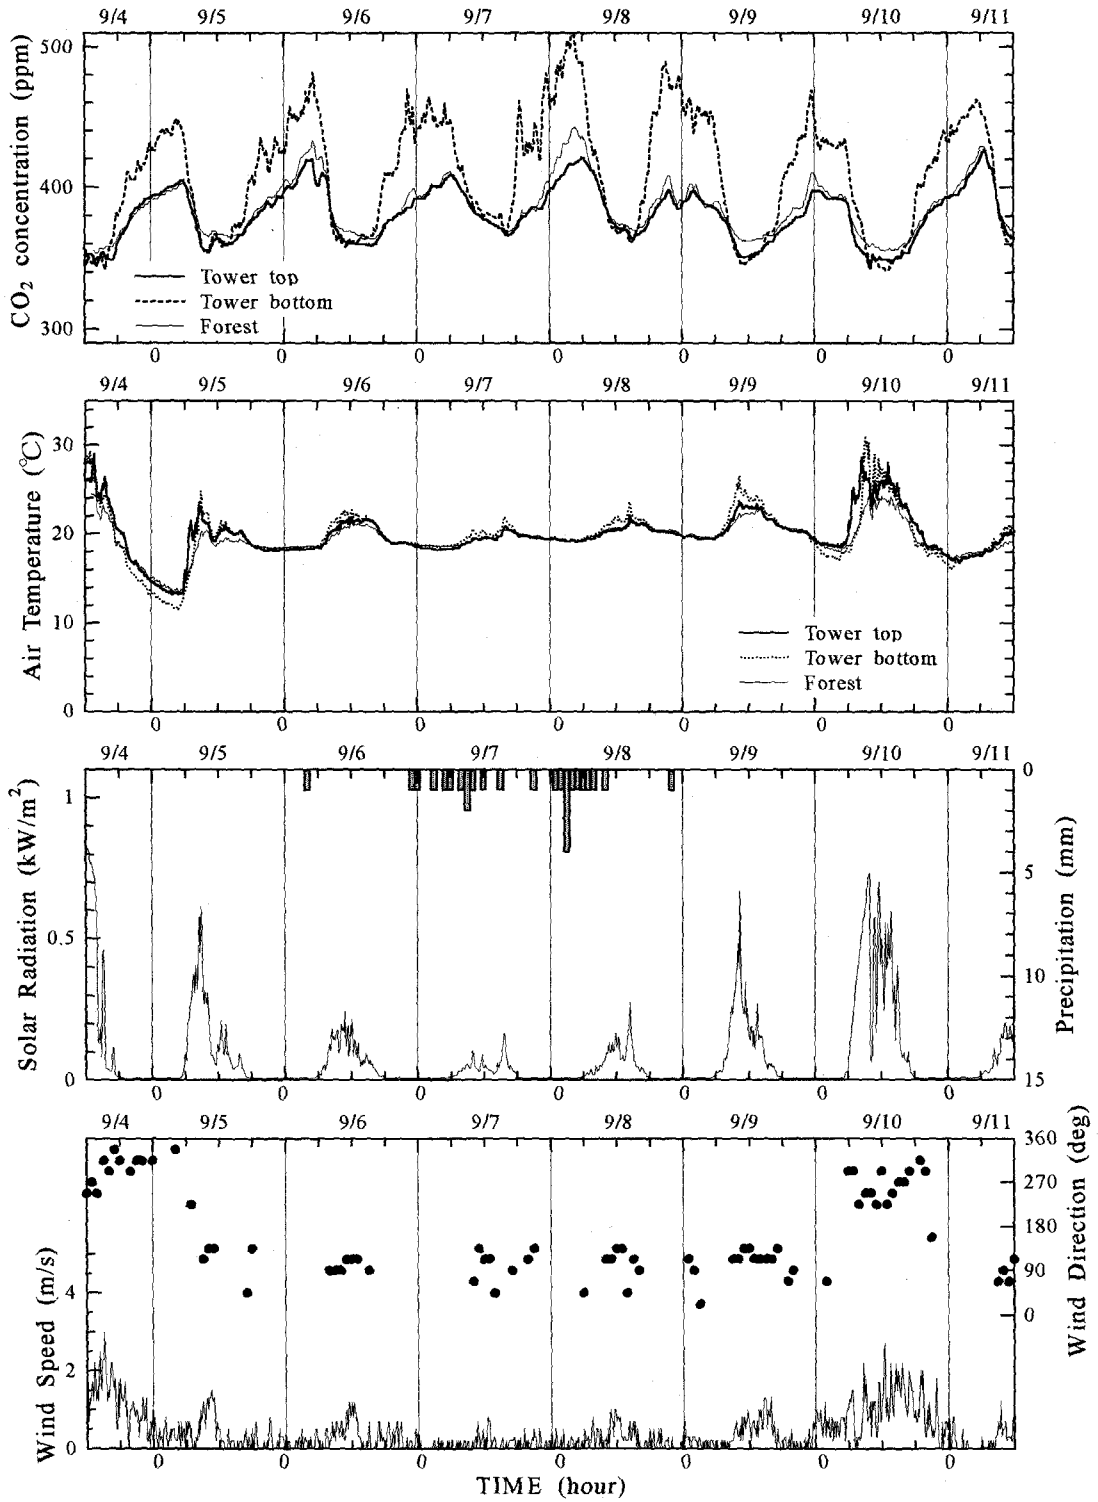 9/4 9/5 9/6 9/7 9/8 9/9 9/10 9/11
CO2 concentration (ppm)
500
400
300
Tower top
Tower bottom
Forest
0 0 0 0 0 0 0
9/4 9/5 9/6 9/7 9/8 9/9 9/10 9/11
Air Temperature (℃)
30
20
10
0
Tower top
Tower bottom
Forest
0 0 0 0 0 0 0
9/4 9/5 9/6 9/7 9/8 9/9 9/10 9/11
Solar Radiation (kW/m2)
1
0.5
0
Precipitation (mm)
0
5
10
15
0 0 0 0 0 0 0
9/4 9/5 9/6 9/7 9/8 9/9 9/10 9/11
Wind Speed (m/s)
4
2
0
Wind Direction (deg)
360
270
180
90
0
0 0 0 0 0 0 0
TIME (hour)